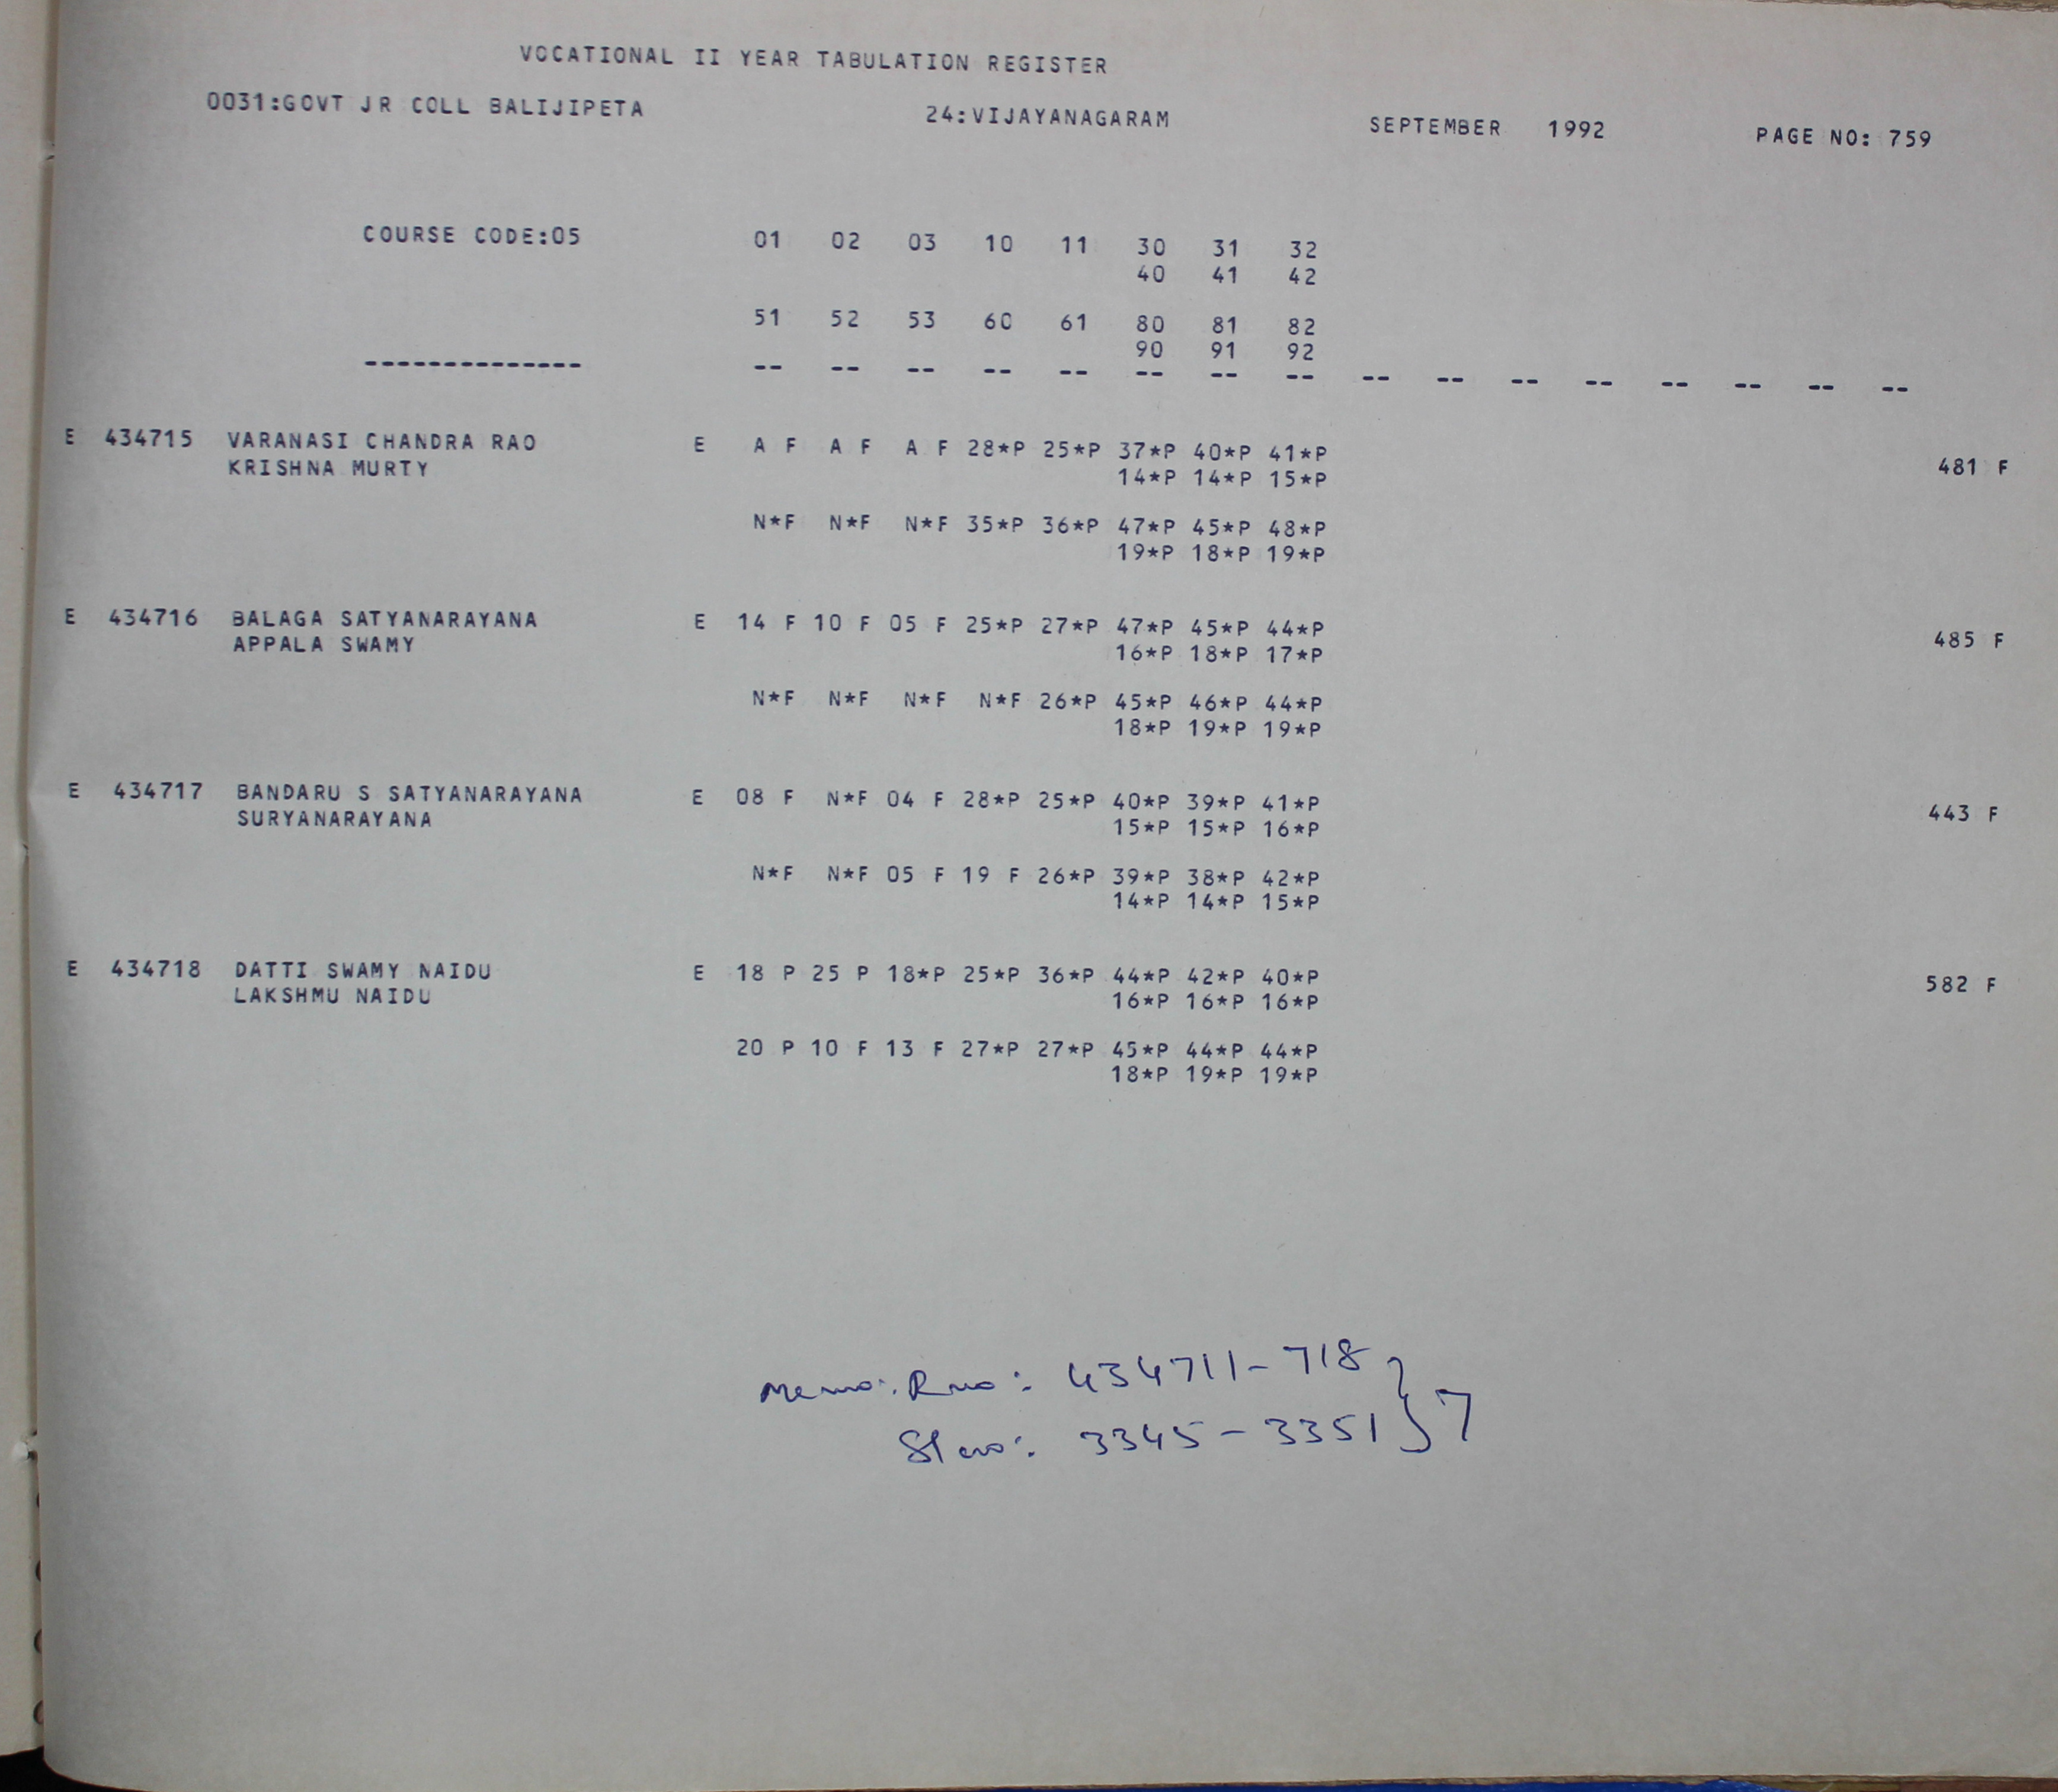 VOCATIONAL II YEAR TABULATION REGISTER
0031:GOVT JR COLL BALIJIPETA 24:VIJAYANAGARAM SEPTEMBER 1992 PAGE NO: 759
COURSE CODE:05 01 02 03 10 11 30 31 32
40 41 42
51 52 53 60 61 80 81 82
90 91 92
-------------- -- -- -- -- -- -- -- -- -- -- -- -- -- -- -- --
E 434715 VARANASI CHANDRA RAO E A F A F A F 28*P 25*P 37*P 40*P 41*P
KRISHNA MURTY 14*P 14*P 15*P 481 F
N*F N*F N*F 35*P 36*P 47*P 45*P 48*P
19*P 18*P 19*P
E 434716 BALAGA SATYANARAYANA E 14 F 10 F 05 F 25*P 27*P 47*P 45*P 44*P
APPALA SWAMY 16*P 18*P 17*P 485 F
N*F N*F N*F N*F 26*P 45*P 46*P 44*P
18*P 19*P 19*P
E 434717 BANDARU S SATYANARAYANA E 08 F N*F 04 F 28*P 25*P 40*P 39*P 41*P
SURYANARAYANA 15*P 15*P 16*P 443 F
N*F N*F 05 F 19 F 26*P 39*P 38*P 42*P
14*P 14*P 15*P
E 434718 DATTI SWAMY NAIDU E 18 P 25 P 18*P 25*P 36*P 44*P 42*P 40*P
LAKSHMU NAIDU 16*P 16*P 16*P 582 F
20 P 10 F 13 F 27*P 27*P 45*P 44*P 44*P
18*P 19*P 19*P
Memo: Rno: 434711-718
Sl no: 3345-3351 } 7